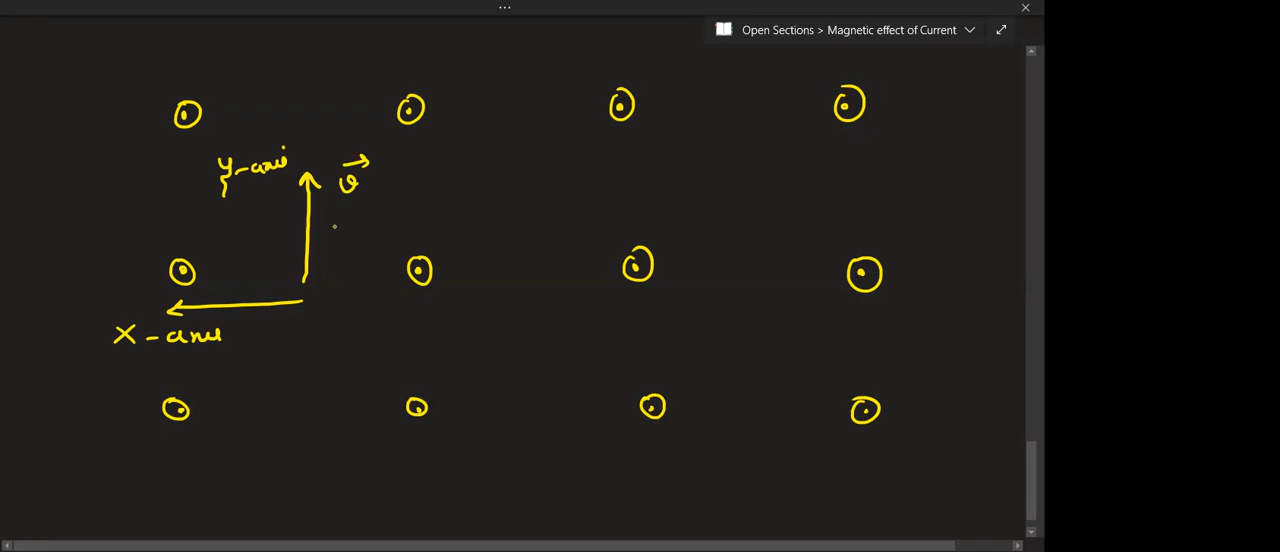 Open Sections > Magnetic effect of Current
y-axis
v
X-axis